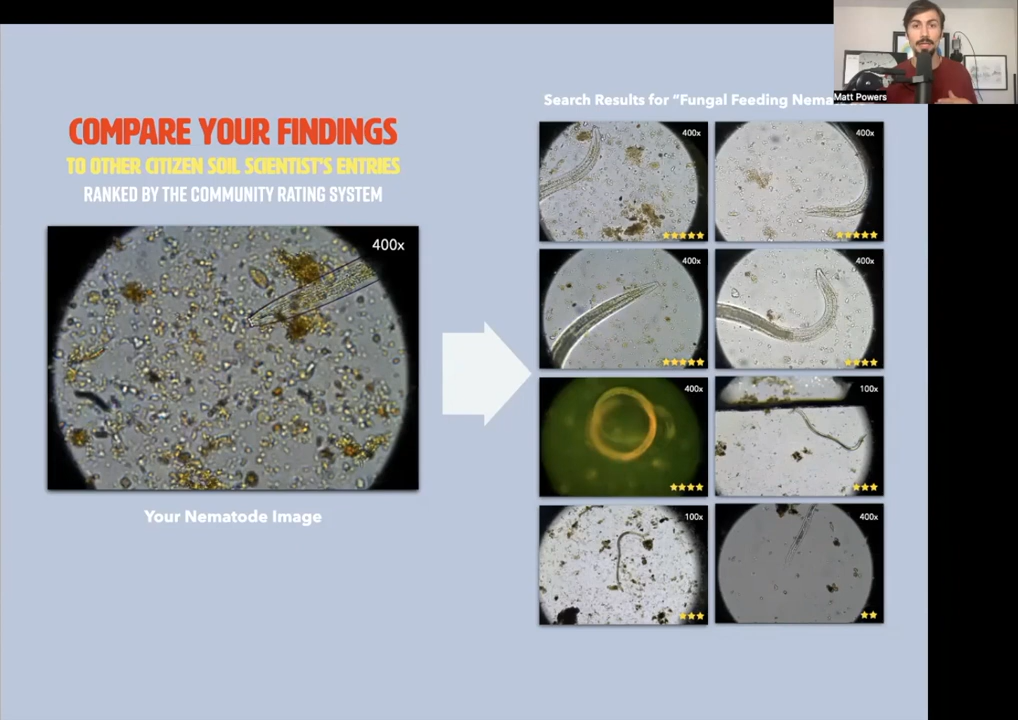 COMPARE YOUR FINDINGS
TO OTHER CITIZEN SOIL SCIENTIST'S ENTRIES
RANKED BY THE COMMUNITY RATING SYSTEM
400x
Your Nematode Image
Search Results for "Fungal Feeding
400x
400x
400x
400x
400x
100x
100x
400x
Matt Powers